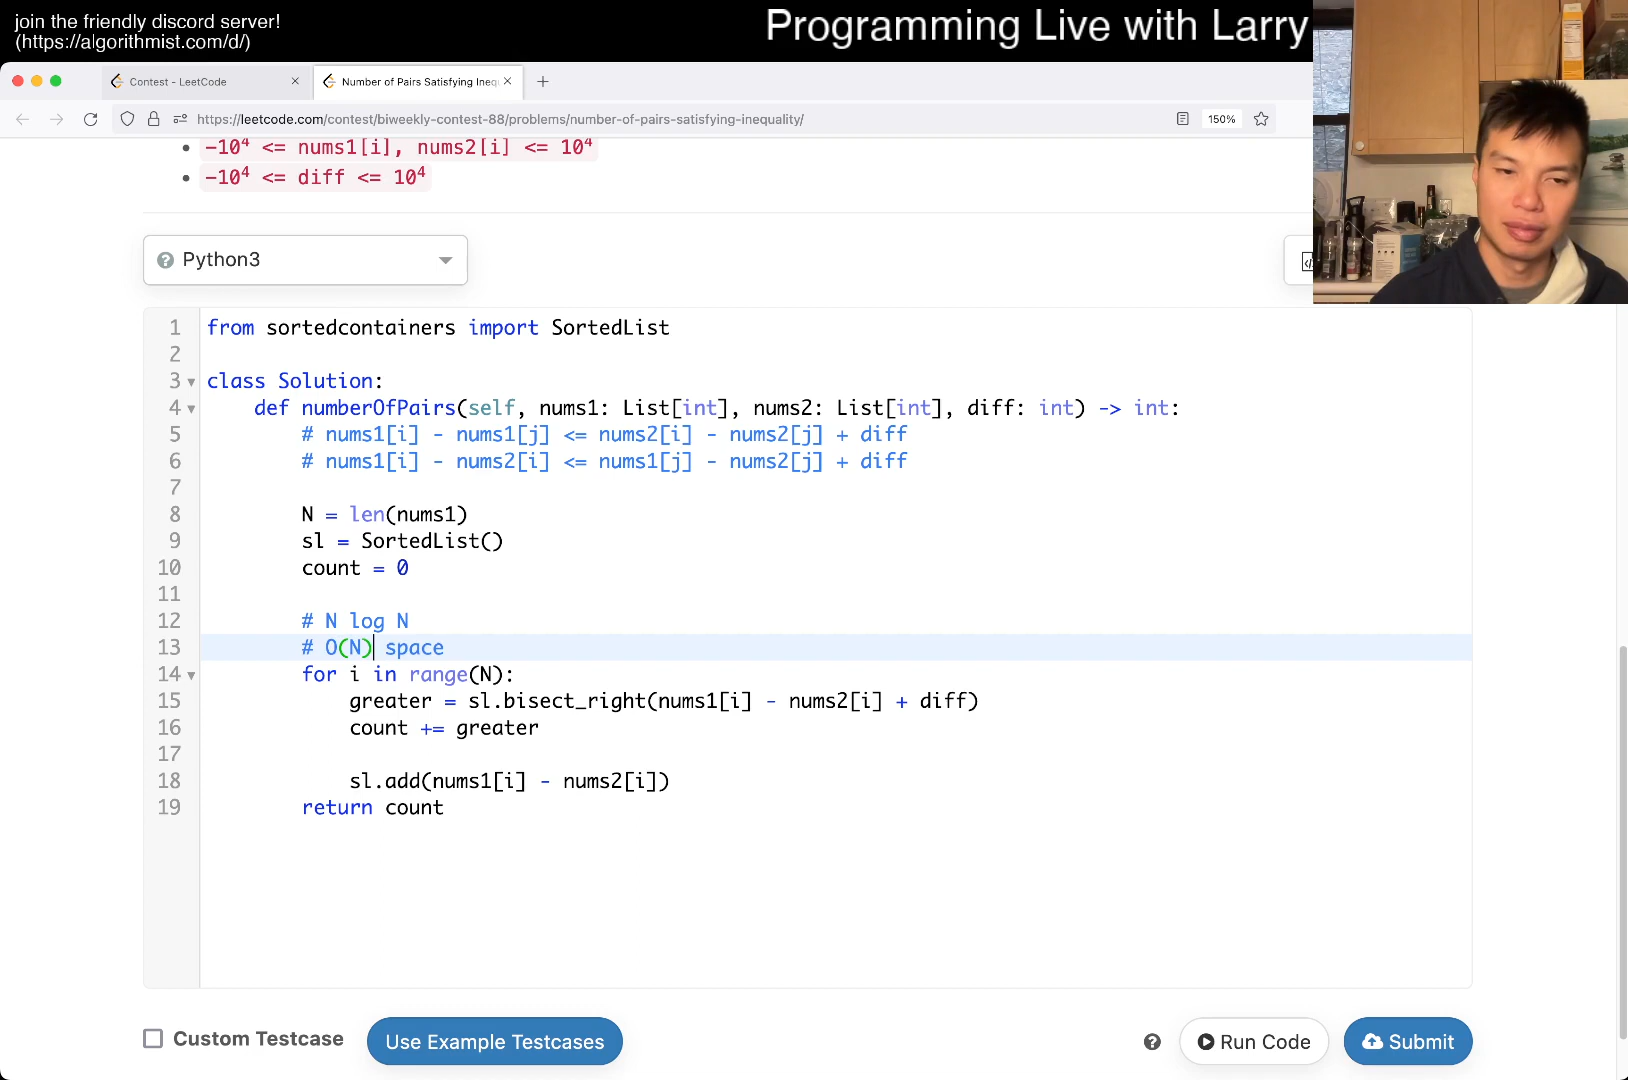 join the friendly discord server!
(https://algorithmist.com/d/)
Programming Live with Larry
Contest - LeetCode
Number of Pairs Satisfying Ineq
https://leetcode.com/contest/biweekly-contest-88/problems/number-of-pairs-satisfying-inequality/
150%
-10⁴ <= nums1[i], nums2[i] <= 10⁴
-10⁴ <= diff <= 10⁴
Python3
1 from sortedcontainers import SortedList
2
3 class Solution:
4 def numberOfPairs(self, nums1: List[int], nums2: List[int], diff: int) -> int:
5 # nums1[i] - nums1[j] <= nums2[i] - nums2[j] + diff
6 # nums1[i] - nums2[i] <= nums1[j] - nums2[j] + diff
7
8 N = len(nums1)
9 sl = SortedList()
10 count = 0
11
12 # N log N
13 # O(N) space
14 for i in range(N):
15 greater = sl.bisect_right(nums1[i] - nums2[i] + diff)
16 count += greater
17
18 sl.add(nums1[i] - nums2[i])
19 return count
Custom Testcase
Use Example Testcases
Run Code
Submit